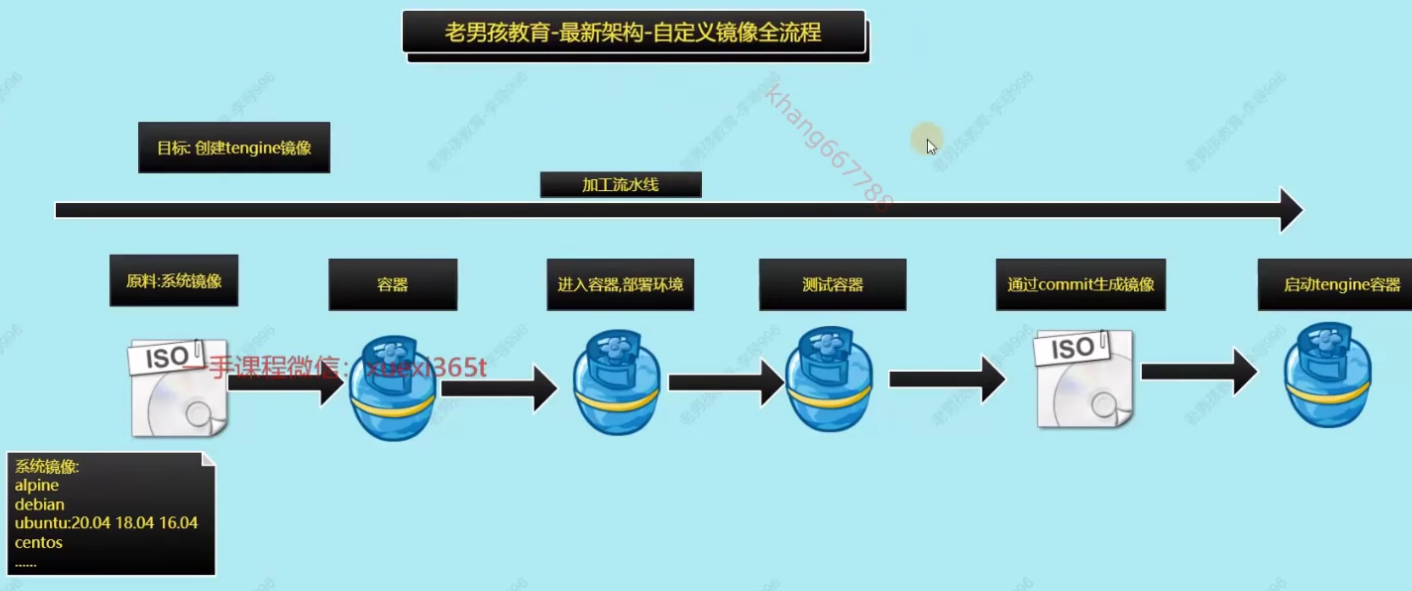 老男孩教育-最新架构-自定义镜像全流程
khang667788
目标: 创建tengine镜像
加工流水线
原料:系统镜像
容器
进入容器,部署环境
测试容器
通过commit生成镜像
启动tengine容器
ISO
ISO
一手课程微信: xuexi365t
系统镜像:
alpine
debian
ubuntu:20.04 18.04 16.04
centos
......